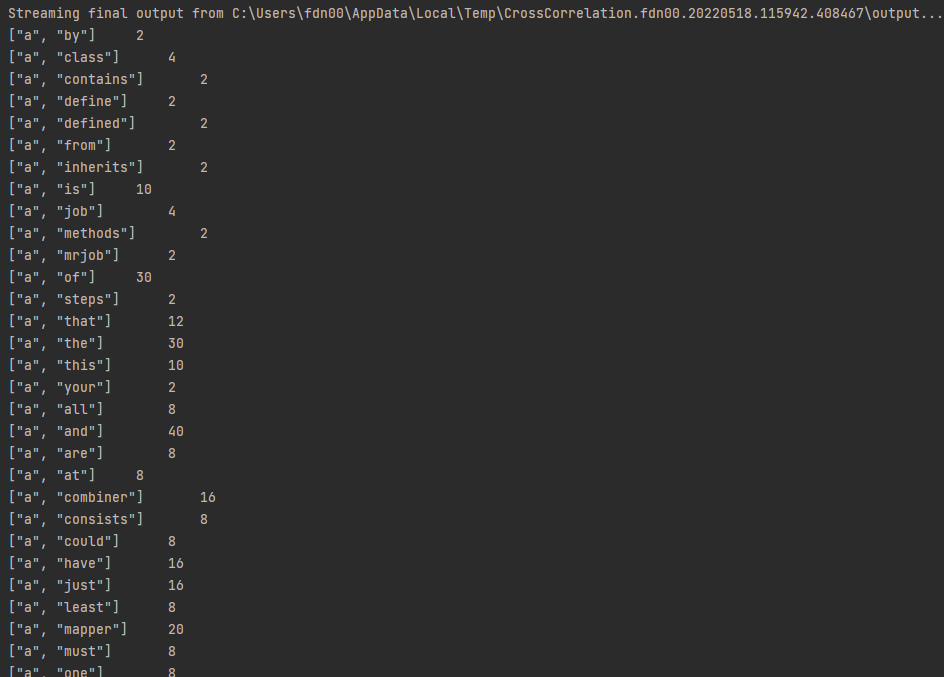 Streaming final output from C:\Users\fdn00\AppData\Local\Temp\CrossCorrelation.fdn00.20220518.115942.408467\output...
["a", "by"]	2
["a", "class"]	4
["a", "contains"]	2
["a", "define"]	2
["a", "defined"]	2
["a", "from"]	2
["a", "inherits"]	2
["a", "is"]	10
["a", "job"]	4
["a", "methods"]	2
["a", "mrjob"]	2
["a", "of"]	30
["a", "steps"]	2
["a", "that"]	12
["a", "the"]	30
["a", "this"]	10
["a", "your"]	2
["a", "all"]	8
["a", "and"]	40
["a", "are"]	8
["a", "at"]	8
["a", "combiner"]	16
["a", "consists"]	8
["a", "could"]	8
["a", "have"]	16
["a", "just"]	16
["a", "least"]	8
["a", "mapper"]	20
["a", "must"]	8
["a", "one"]	8